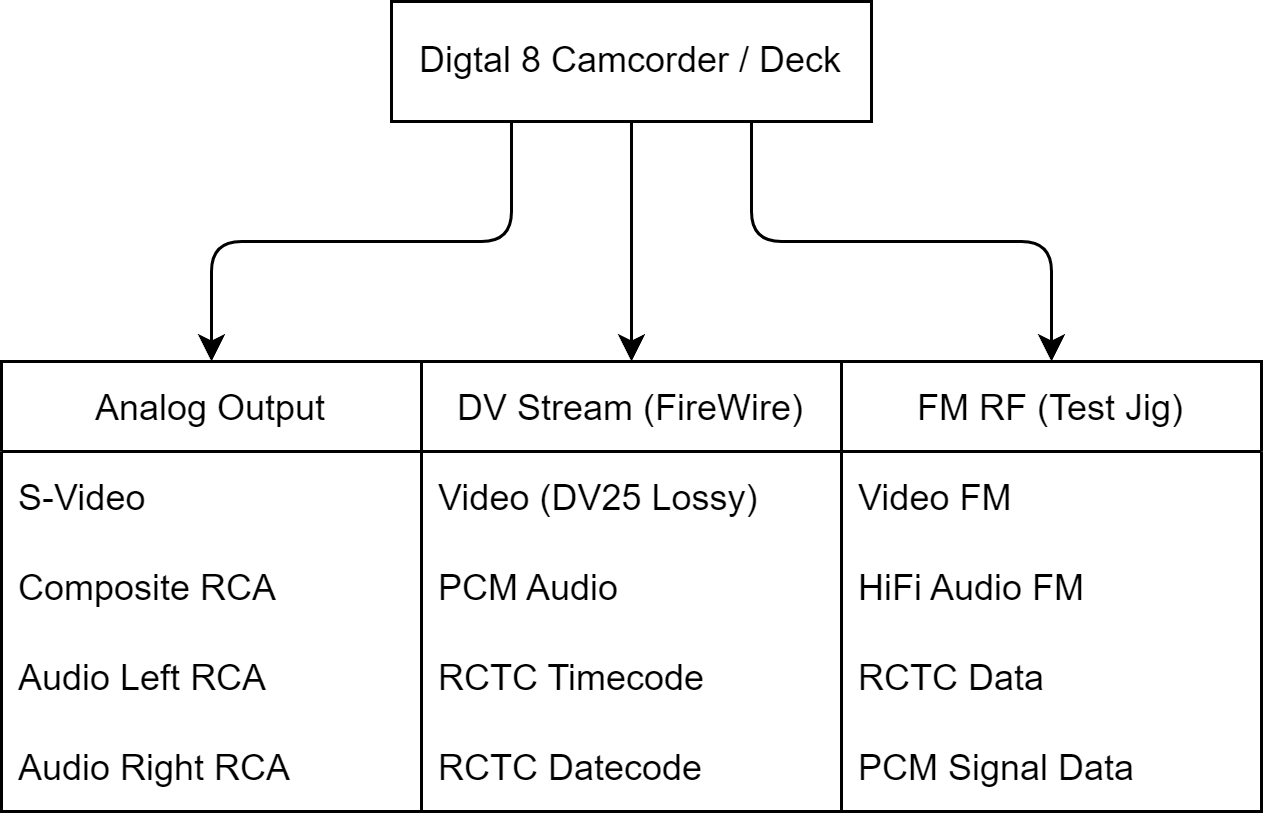 Digtal 8 Camcorder / Deck
Analog Output
DV Stream (FireWire)
FM RF (Test Jig)
S-Video
Video (DV25 Lossy)
Video FM
Composite RCA
PCM Audio
HiFi Audio FM
Audio Left RCA
RCTC Timecode
RCTC Data
Audio Right RCA
RCTC Datecode
PCM Signal Data